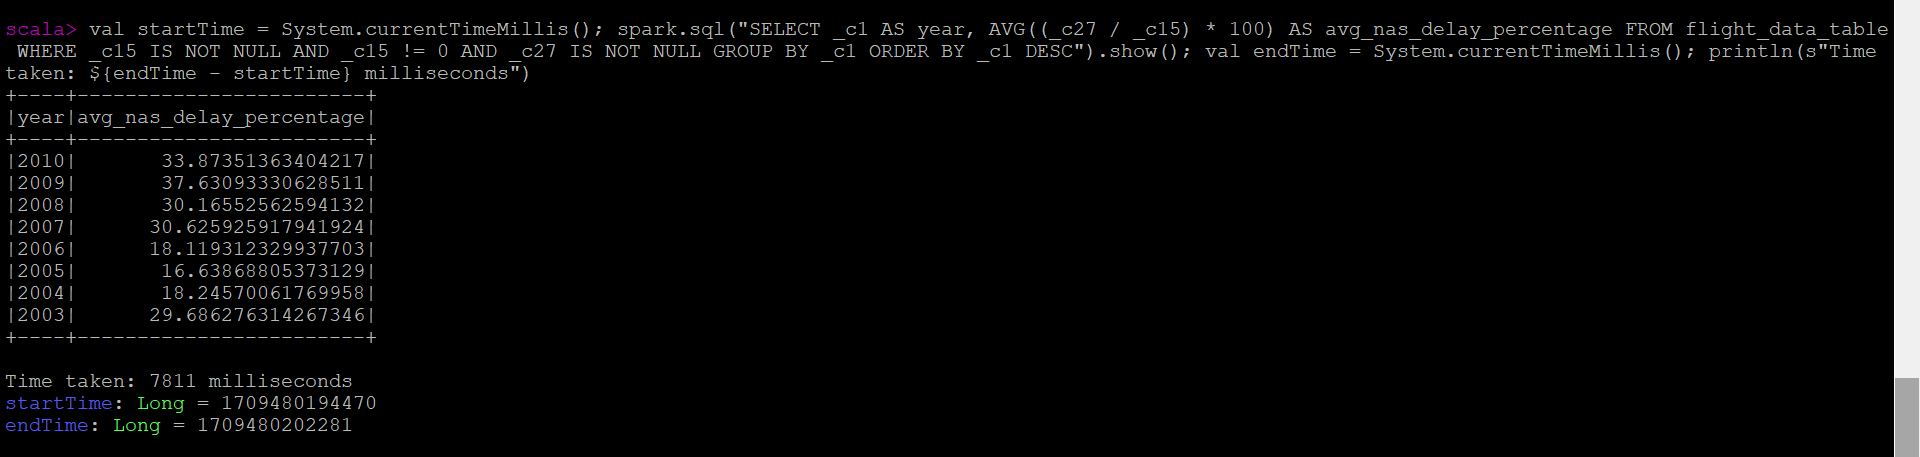 scala> val startTime = System.currentTimeMillis(); spark.sql("SELECT _c1 AS year, AVG((_c27 / _c15) * 100) AS avg_nas_delay_percentage FROM flight_data_table
 WHERE _c15 IS NOT NULL AND _c15 != 0 AND _c27 IS NOT NULL GROUP BY _c1 ORDER BY _c1 DESC").show(); val endTime = System.currentTimeMillis(); println(s"Time
taken: ${endTime - startTime} milliseconds")
+----+------------------------+
|year|avg_nas_delay_percentage|
+----+------------------------+
|2010|       33.87351363404217|
|2009|       37.63093330628511|
|2008|       30.16552562594132|
|2007|      30.625925917941924|
|2006|      18.119312329937703|
|2005|       16.63868805373129|
|2004|       18.24570061769958|
|2003|      29.686276314267346|
+----+------------------------+
Time taken: 7811 milliseconds
startTime: Long = 1709480194470
endTime: Long = 1709480202281